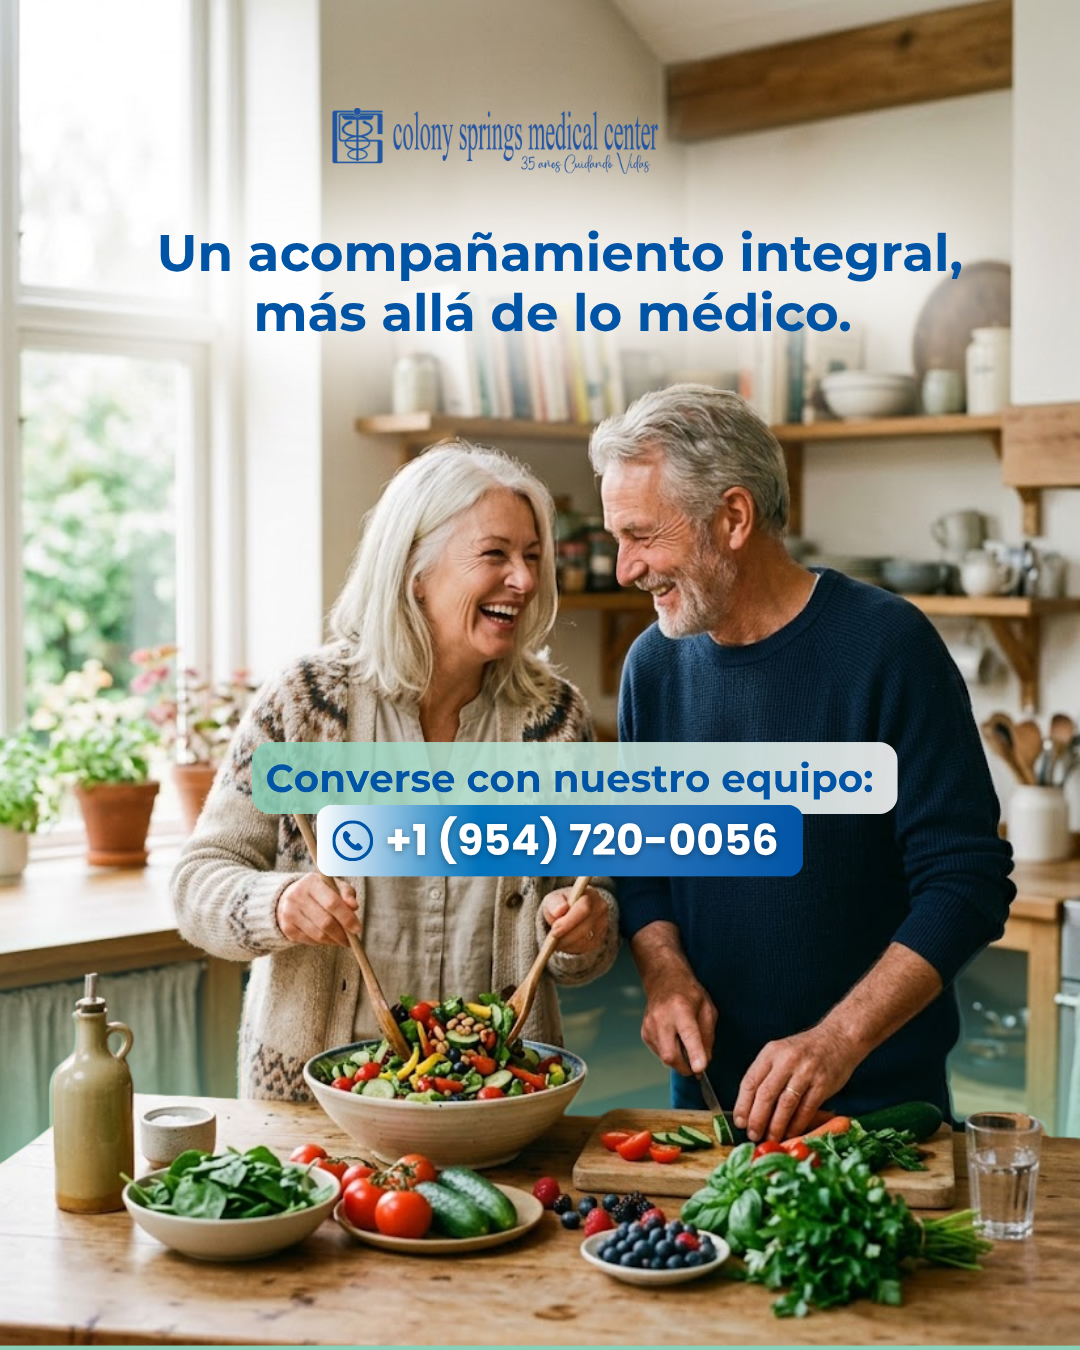 colony springs medical center
35 años Cuidando Vidas
Un acompañamiento integral,
más allá de lo médico.
Converse con nuestro equipo:
+1 (954) 720-0056